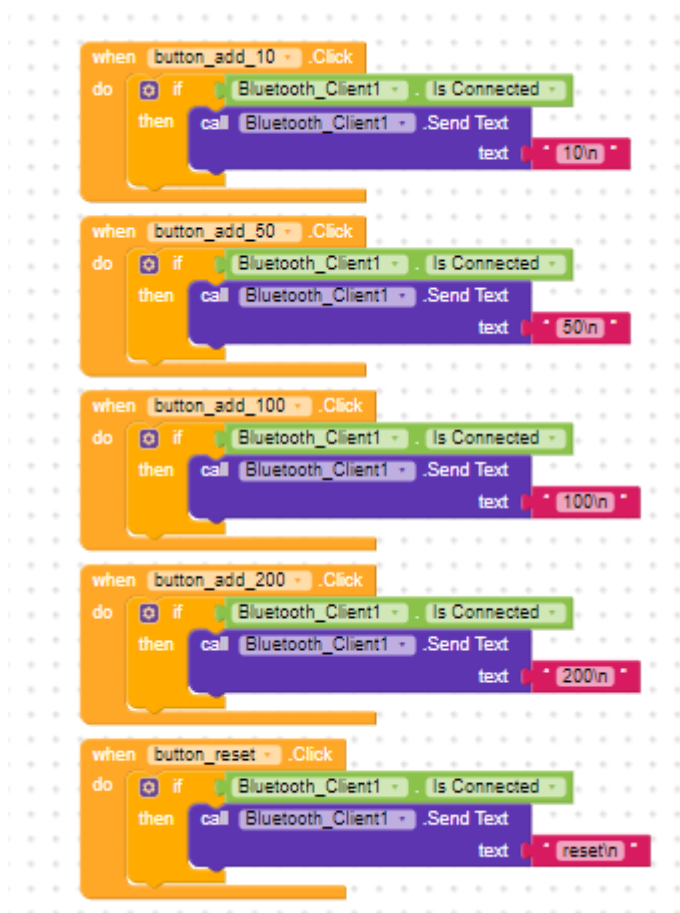 when button_add_10 .Click
do if Bluetooth_Client1 . Is Connected
then call Bluetooth_Client1 .Send Text
text " 10\n "
when button_add_50 .Click
do if Bluetooth_Client1 . Is Connected
then call Bluetooth_Client1 .Send Text
text " 50\n "
when button_add_100 .Click
do if Bluetooth_Client1 . Is Connected
then call Bluetooth_Client1 .Send Text
text " 100\n "
when button_add_200 .Click
do if Bluetooth_Client1 . Is Connected
then call Bluetooth_Client1 .Send Text
text " 200\n "
when button_reset .Click
do if Bluetooth_Client1 . Is Connected
then call Bluetooth_Client1 .Send Text
text " reset\n "